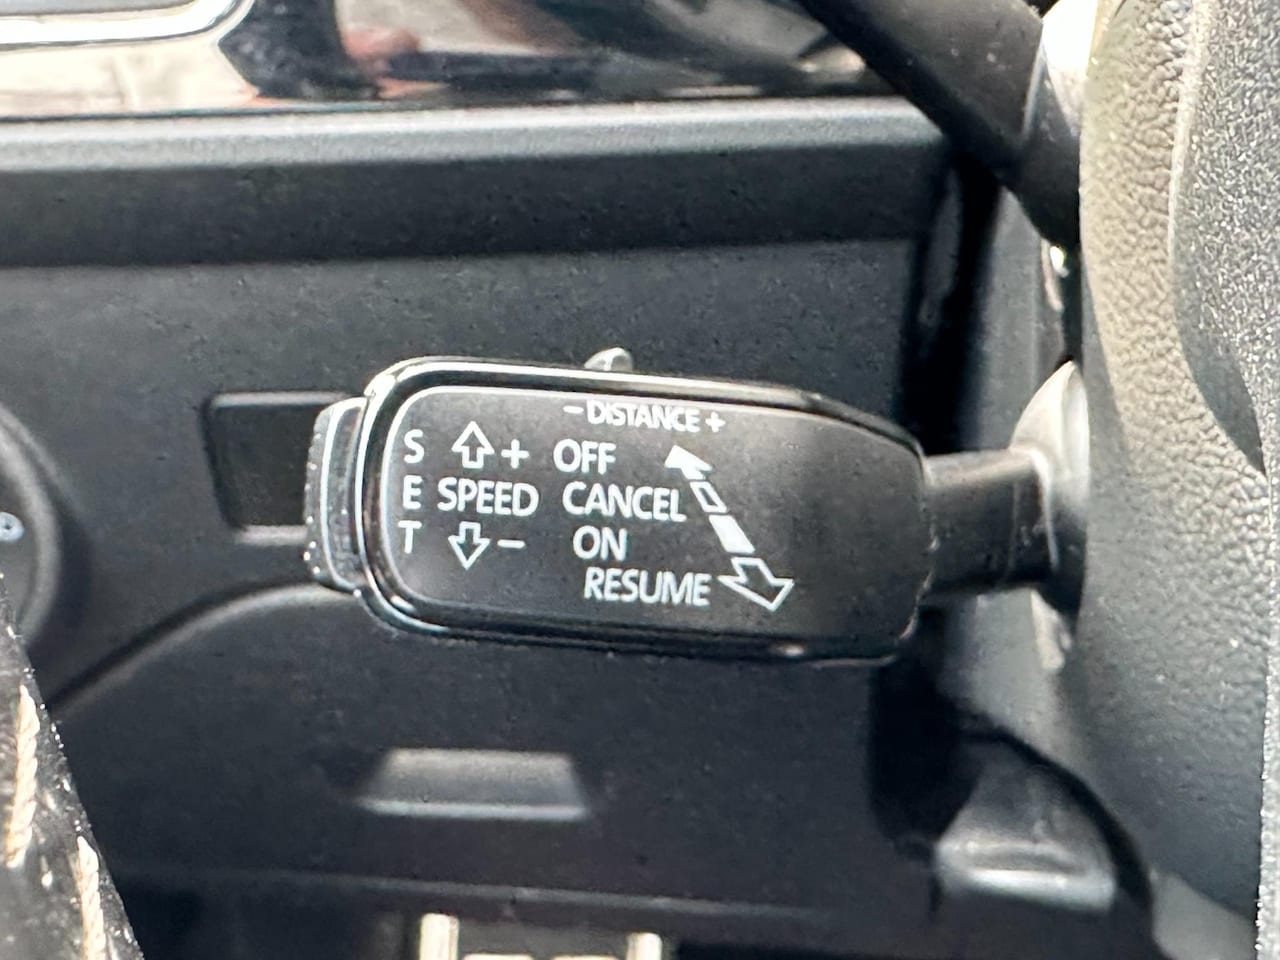 - DISTANCE +
S + OFF
E SPEED CANCEL
T - ON
RESUME